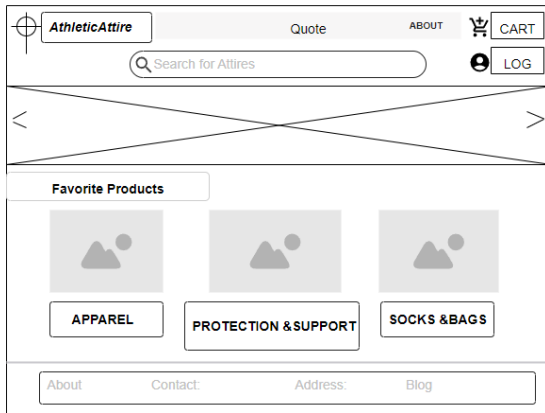 AthleticAttire
Quote
ABOUT
CART
Search for Attires
LOG
<
>
Favorite Products
APPAREL
PROTECTION &SUPPORT
SOCKS &BAGS
About Contact: Address: Blog